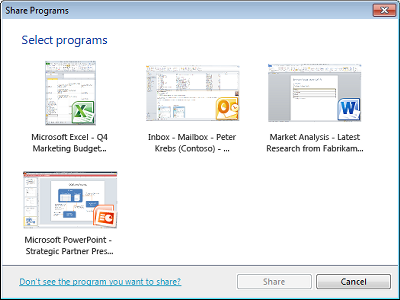 Share Programs
Select programs
Microsoft Excel - Q4
Marketing Budget...
Inbox - Mailbox - Peter
Krebs (Contoso) - ...
Market Analysis - Latest
Research from Fabrikam...
Microsoft PowerPoint -
Strategic Partner Pres...
Don't see the program you want to share?
Share
Cancel